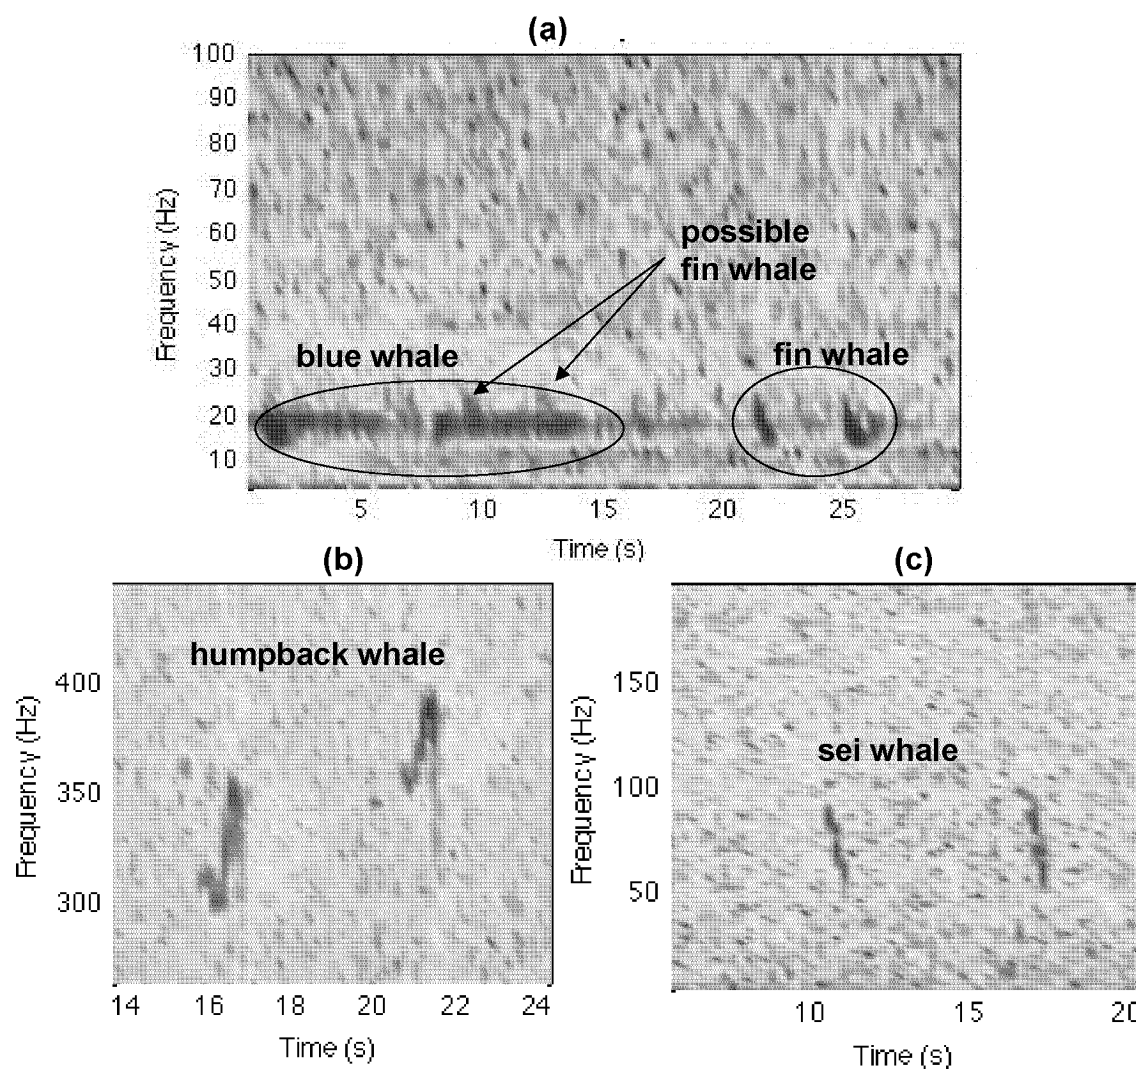 (a)
100
90
80
70
60
50
40
30
20
10
Frequency (Hz)
possible
fin whale
blue whale
fin whale
5
10
15
20
25
Time (s)
(b)
humpback whale
400
350
300
Frequency (Hz)
14
16
18
20
22
24
Time (s)
(c)
sei whale
150
100
50
Frequency (Hz)
10
15
20
Time (s)